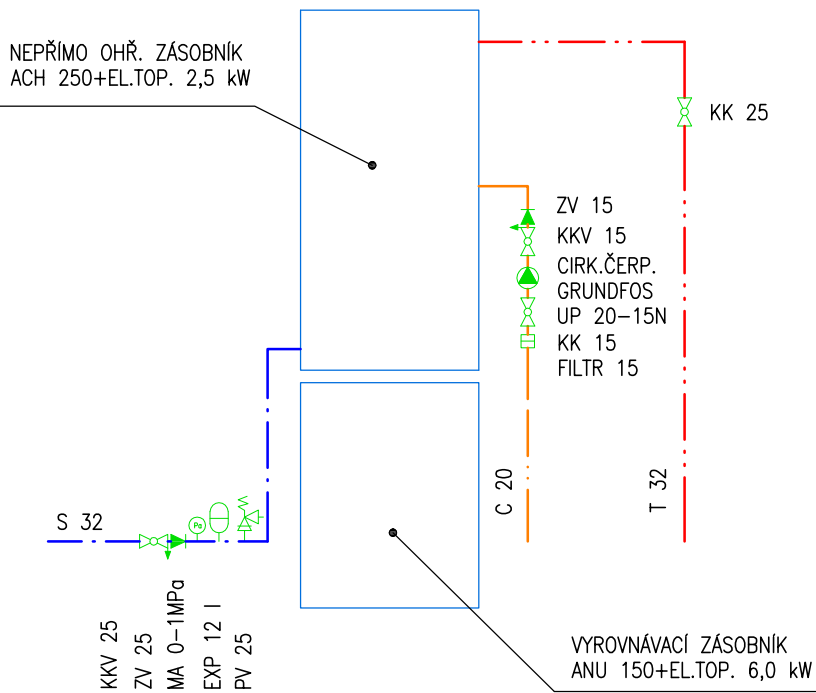 NEPŘÍMO OHŘ. ZÁSOBNÍK
ACH 250+EL.TOP. 2,5 kW
KK 25
ZV 15
KKV 15
CIRK.ČERP.
GRUNDFOS
UP 20-15N
KK 15
FILTR 15
C 20
T 32
S 32
Pa
KKV 25
ZV 25
MA 0-1MPa
EXP 12 l
PV 25
VYROVNÁVACÍ ZÁSOBNÍK
ANU 150+EL.TOP. 6,0 kW